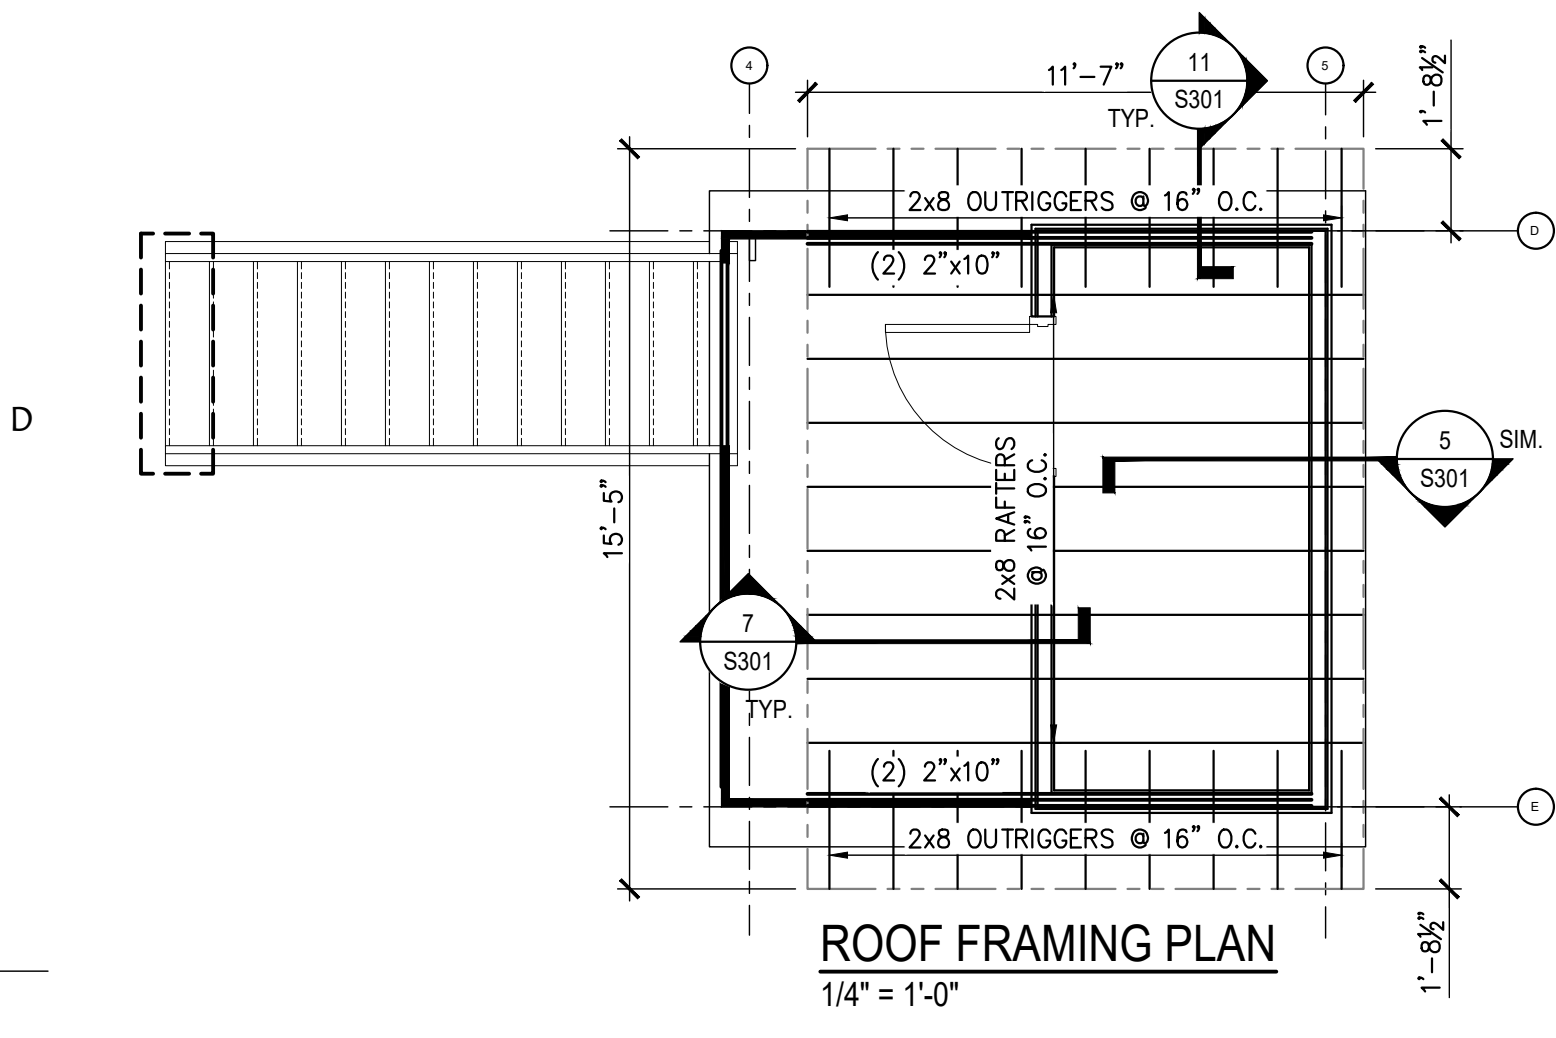 4
11'-7"
11
S301
TYP.
5
1'-8½"
2x8 OUTRIGGERS @ 16" O.C.
D
(2) 2"x10"
D
15'-5"
2x8 RAFTERS
@ 16" O.C.
5
S301
SIM.
7
S301
TYP.
(2) 2"x10"
E
2x8 OUTRIGGERS @ 16" O.C.
1'-8½"
ROOF FRAMING PLAN
1/4" = 1'-0"